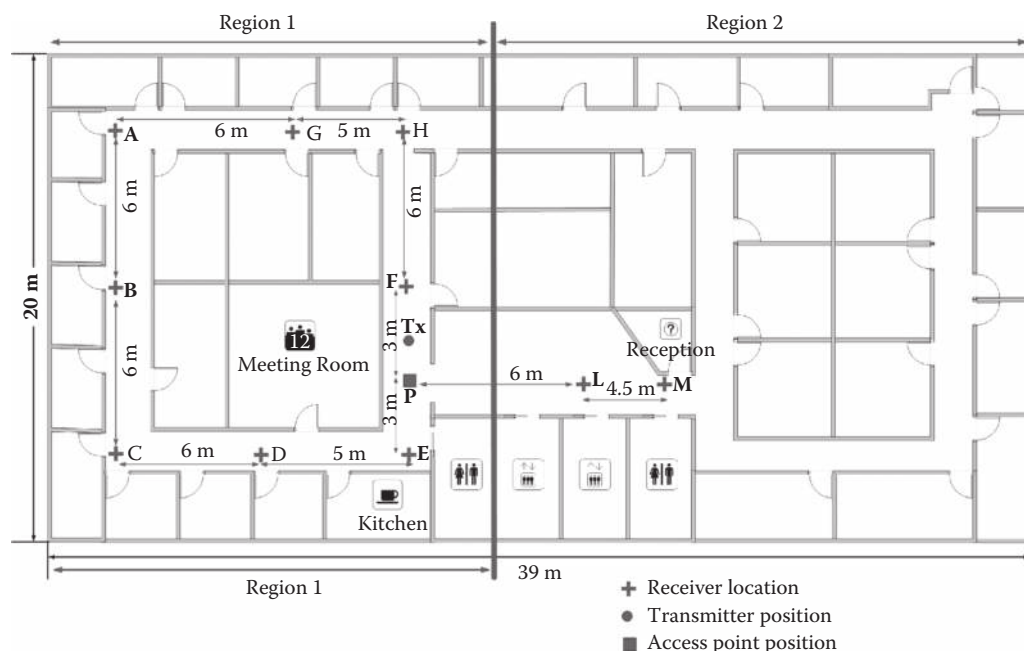 Region 1 Region 2
A 6 m G 5 m H
6 m 6 m
B F
20 m
Tx
12
Meeting Room
3 m
?
Reception
6 m
P 6 m L 4.5 m M
3 m
C 6 m D 5 m E
Kitchen
39 m
Region 1
Receiver location
Transmitter position
Access point position